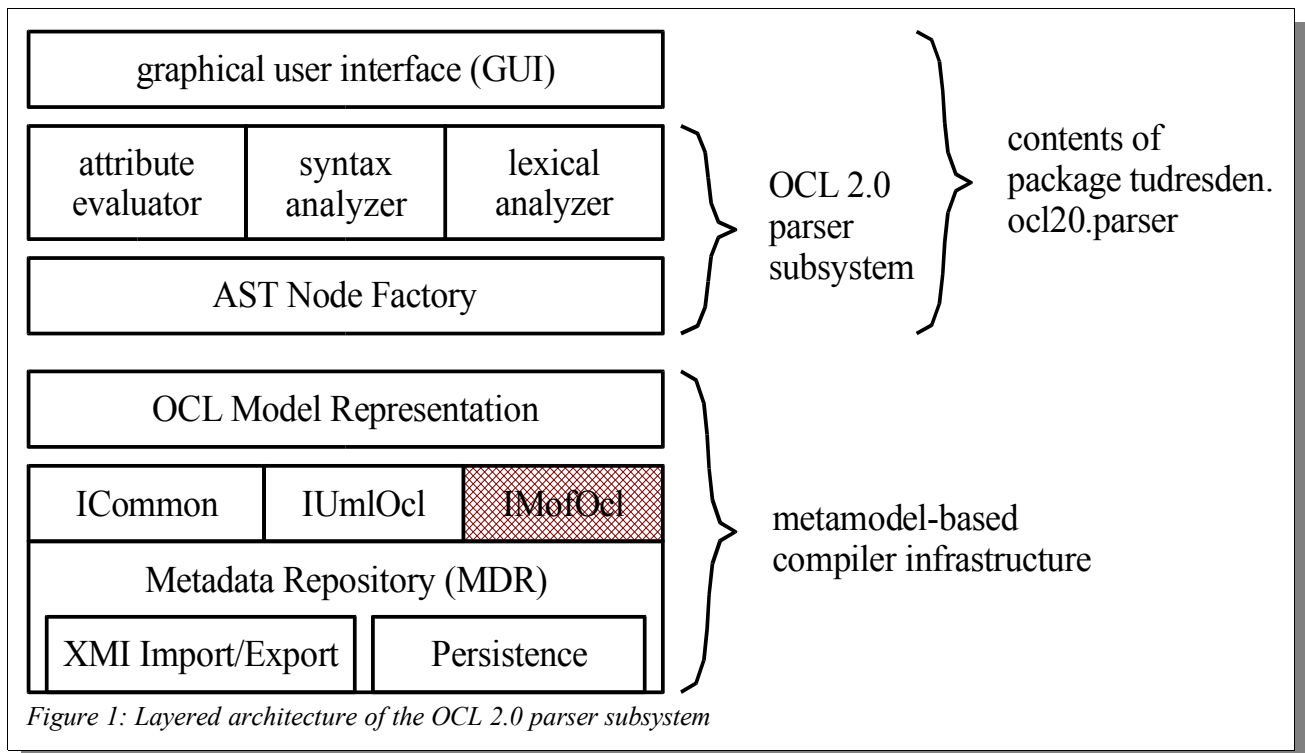 graphical user interface (GUI)
attribute
evaluator
syntax
analyzer
lexical
analyzer
AST Node Factory
OCL 2.0
parser
subsystem
contents of
package tudresden.
ocl20.parser
OCL Model Representation
ICommon
IUmlOcl
IMofOcl
Metadata Repository (MDR)
XMI Import/Export
Persistence
metamodel-based
compiler infrastructure
Figure 1: Layered architecture of the OCL 2.0 parser subsystem